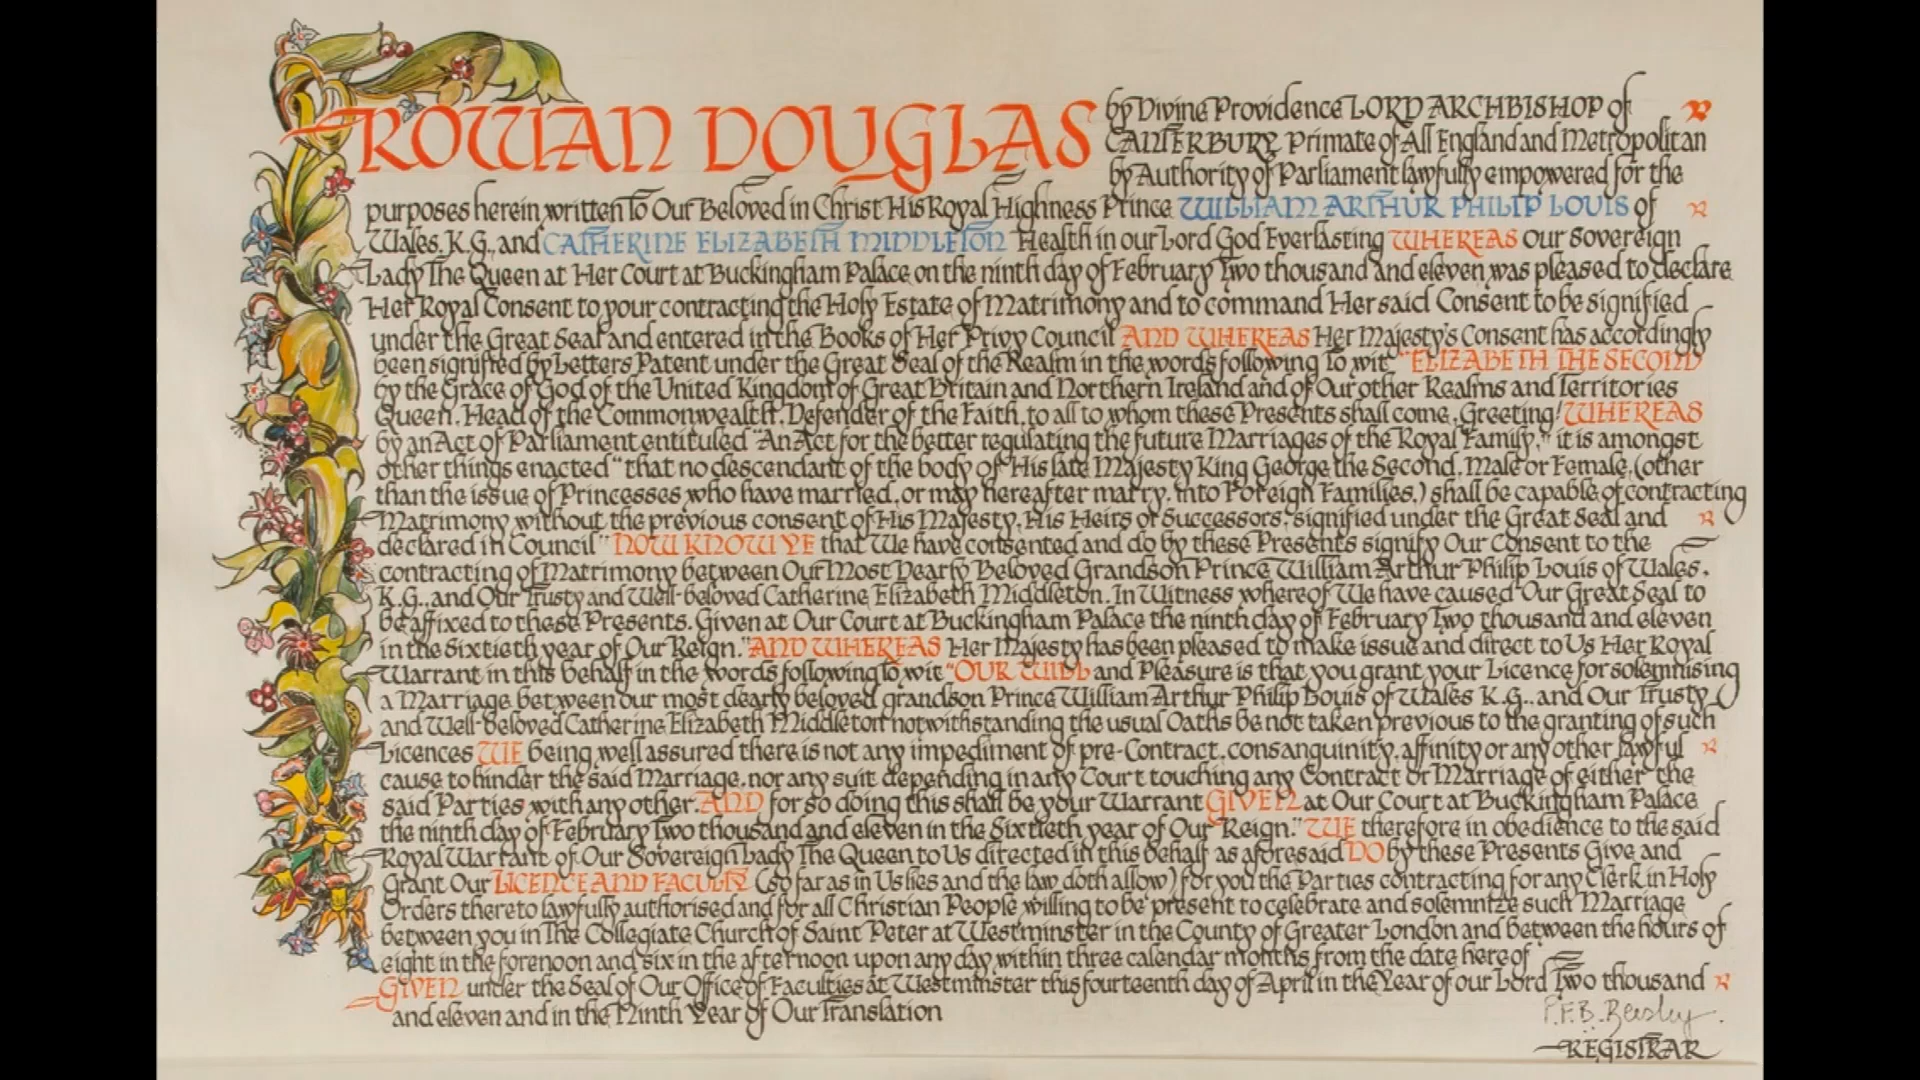 ROWAN DOUGLAS by Divine Providence LORD ARCHBISHOP of
CANTERBURY Primate of All England and Metropolitan
by Authority of Parliament lawfully empowered for the
purposes herein written To Our Beloved in Christ His Royal Highness Prince WILLIAM ARTHUR PHILIP LOUIS of
Wales, K.G., and CATHERINE ELIZABETH MIDDLETON Health in our Lord God Everlasting WHEREAS Our Sovereign
Lady The Queen at Her Court at Buckingham Palace on the ninth day of February Two thousand and eleven was pleased to declare
Her Royal Consent to your contracting the Holy Estate of Matrimony and to command Her said Consent to be signified
under the Great Seal and entered in the Books of Her Privy Council AND WHEREAS Her Majesty's Consent has accordingly
been signified by Letters Patent under the Great Seal of the Realm in the words following To wit "ELIZABETH THE SECOND
by the Grace of God of the United Kingdom of Great Britain and Northern Ireland and of Our other Realms and Territories
Queen, Head of the Commonwealth, Defender of the Faith, to all to whom these Presents shall come, Greeting! WHEREAS
by an Act of Parliament entituled "An Act for the better regulating the future Marriages of the Royal Family," it is amongst
other things enacted "that no descendant of the body of His late Majesty King George the Second, Male or Female, (other
than the issue of Princesses who have married, or may hereafter marry, into Foreign Families,) shall be capable of contracting
Matrimony without the previous consent of His Majesty, His Heirs or Successors, signified under the Great Seal and
declared in Council" NOW KNOW YE that We have consented and do by these Presents signify Our Consent to the
contracting of Matrimony between Our Most Dearly Beloved Grandson Prince William Arthur Philip Louis of Wales,
K.G., and Our Trusty and Well-beloved Catherine Elizabeth Middleton. In Witness whereof We have caused Our Great Seal to
be affixed to these Presents. Given at Our Court at Buckingham Palace the ninth day of February Two thousand and eleven
in the Sixtieth year of Our Reign." AND WHEREAS Her Majesty has been pleased to make issue and direct to Us Her Royal
Warrant in this behalf in the words following To wit "OUR WILL and Pleasure is that you grant your Licence for solemnising
a Marriage between our most dearly beloved grandson Prince William Arthur Philip Louis of Wales K.G., and Our Trusty
and Well-beloved Catherine Elizabeth Middleton notwithstanding the usual Oaths be not taken previous to the granting of such
Licences WE being well assured there is not any impediment of pre-Contract, consanguinity, affinity or any other lawful
cause to hinder the said Marriage, nor any suit depending in any Court touching any Contract or Marriage of either the
said Parties with any other. AND for so doing this shall be your Warrant GIVEN at Our Court at Buckingham Palace
the ninth day of February Two thousand and eleven in the Sixtieth year of Our Reign." WE therefore in obedience to the said
Royal Warrant of Our Sovereign Lady The Queen to Us directed in this behalf as aforesaid DO by these Presents Give and
Grant Our LICENCE AND FACULTY (so far as in Us lies and the law doth allow) for you the Parties contracting for any Clerk in Holy
Orders thereto lawfully authorised and for all Christian People willing to be present to celebrate and solemnize such Marriage
between you in The Collegiate Church of Saint Peter at Westminster in the County of Greater London and between the hours of
eight in the forenoon and six in the afternoon upon any day within three calendar months from the date here of
GIVEN under the Seal of Our Office of Faculties at Westminster this fourteenth day of April in the Year of our Lord Two thousand
and eleven and in the Ninth Year of Our Translation
P.F.B. Beesley.
REGISTRAR